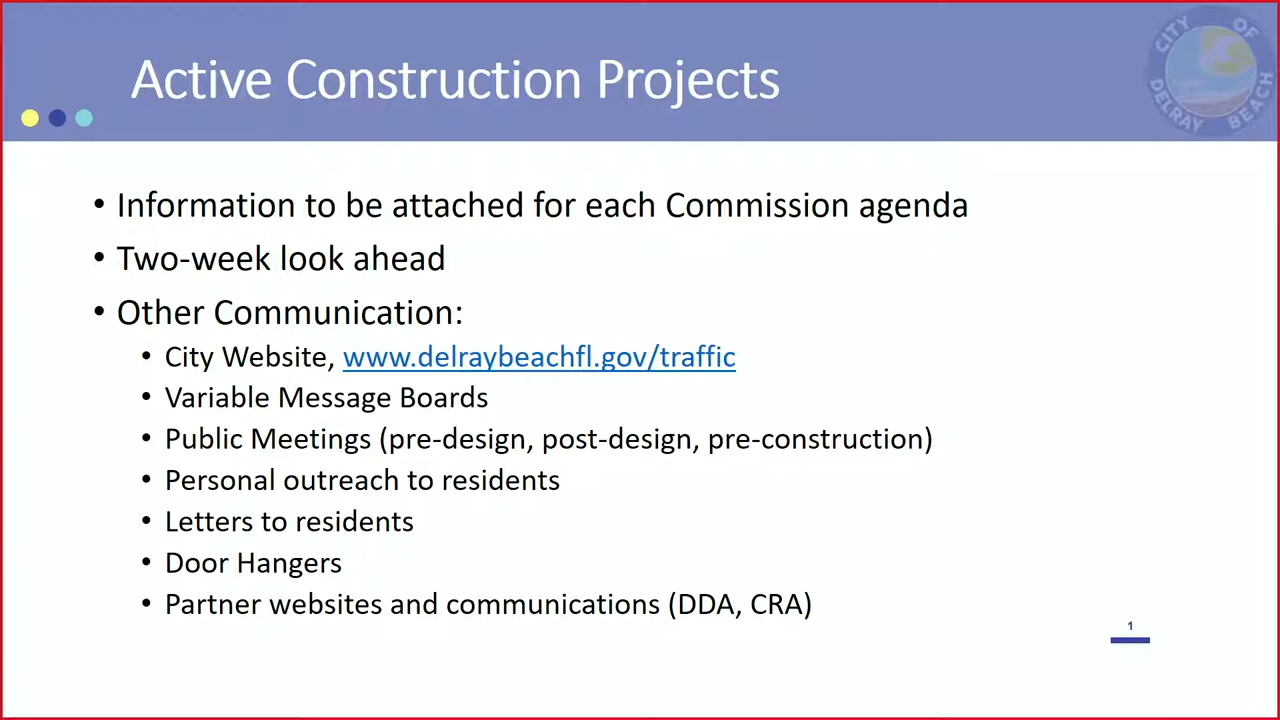 Active Construction Projects
CITY OF
DELRAY BEACH
• Information to be attached for each Commission agenda
• Two-week look ahead
• Other Communication:
• City Website, www.delraybeachfl.gov/traffic
• Variable Message Boards
• Public Meetings (pre-design, post-design, pre-construction)
• Personal outreach to residents
• Letters to residents
• Door Hangers
• Partner websites and communications (DDA, CRA)
1